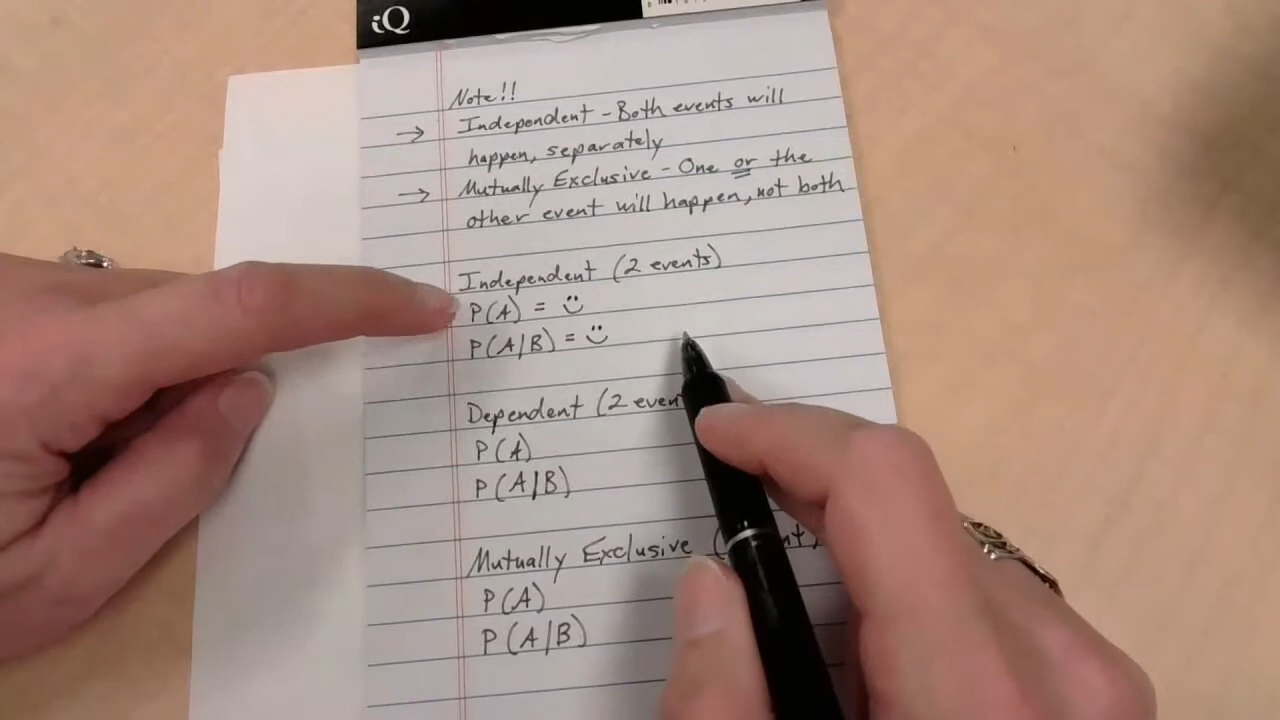 iQ
Note!!
→ Independent - Both events will
happen, separately
→ Mutually Exclusive - One or the
other event will happen, not both
Independent (2 events)
P(A) = ☺
P(A|B) = ☺
Dependent (2 even
P(A)
P(A|B)
Mutually Exclusive (
P(A)
P(A|B)